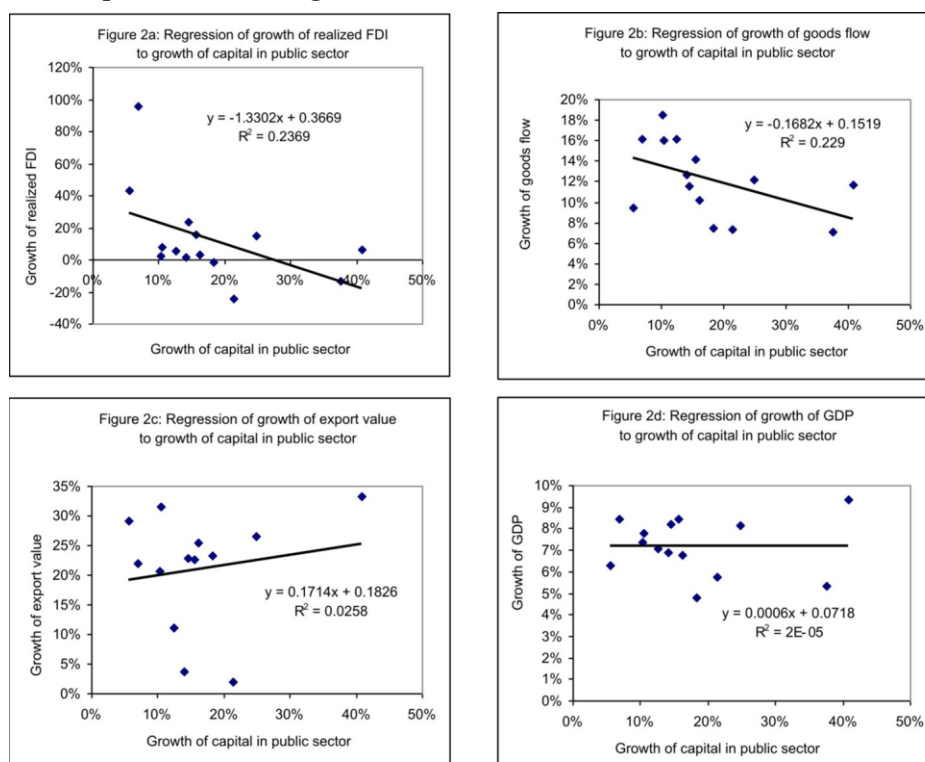 Figure 2a: Regression of growth of realized FDI
to growth of capital in public sector
120%
100%
80%
60%
40%
20%
0%
-20%
-40%
Growth of realized FDI
y = -1.3302x + 0.3669
R² = 0.2369
0% 10% 20% 30% 40% 50%
Growth of capital in public sector
Figure 2b: Regression of growth of goods flow
to growth of capital in public sector
20%
18%
16%
14%
12%
10%
8%
6%
4%
2%
0%
Growth of goods flow
y = -0.1682x + 0.1519
R² = 0.229
0% 10% 20% 30% 40% 50%
Growth of capital in public sector
Figure 2c: Regression of growth of export value
to growth of capital in public sector
35%
30%
25%
20%
15%
10%
5%
0%
Growth of export value
y = 0.1714x + 0.1826
R² = 0.0258
0% 10% 20% 30% 40% 50%
Growth of capital in public sector
Figure 2d: Regression of growth of GDP
to growth of capital in public sector
10%
9%
8%
7%
6%
5%
4%
3%
2%
1%
0%
Growth of GDP
y = 0.0006x + 0.0718
R² = 2E-05
0% 10% 20% 30% 40% 50%
Growth of capital in public sector